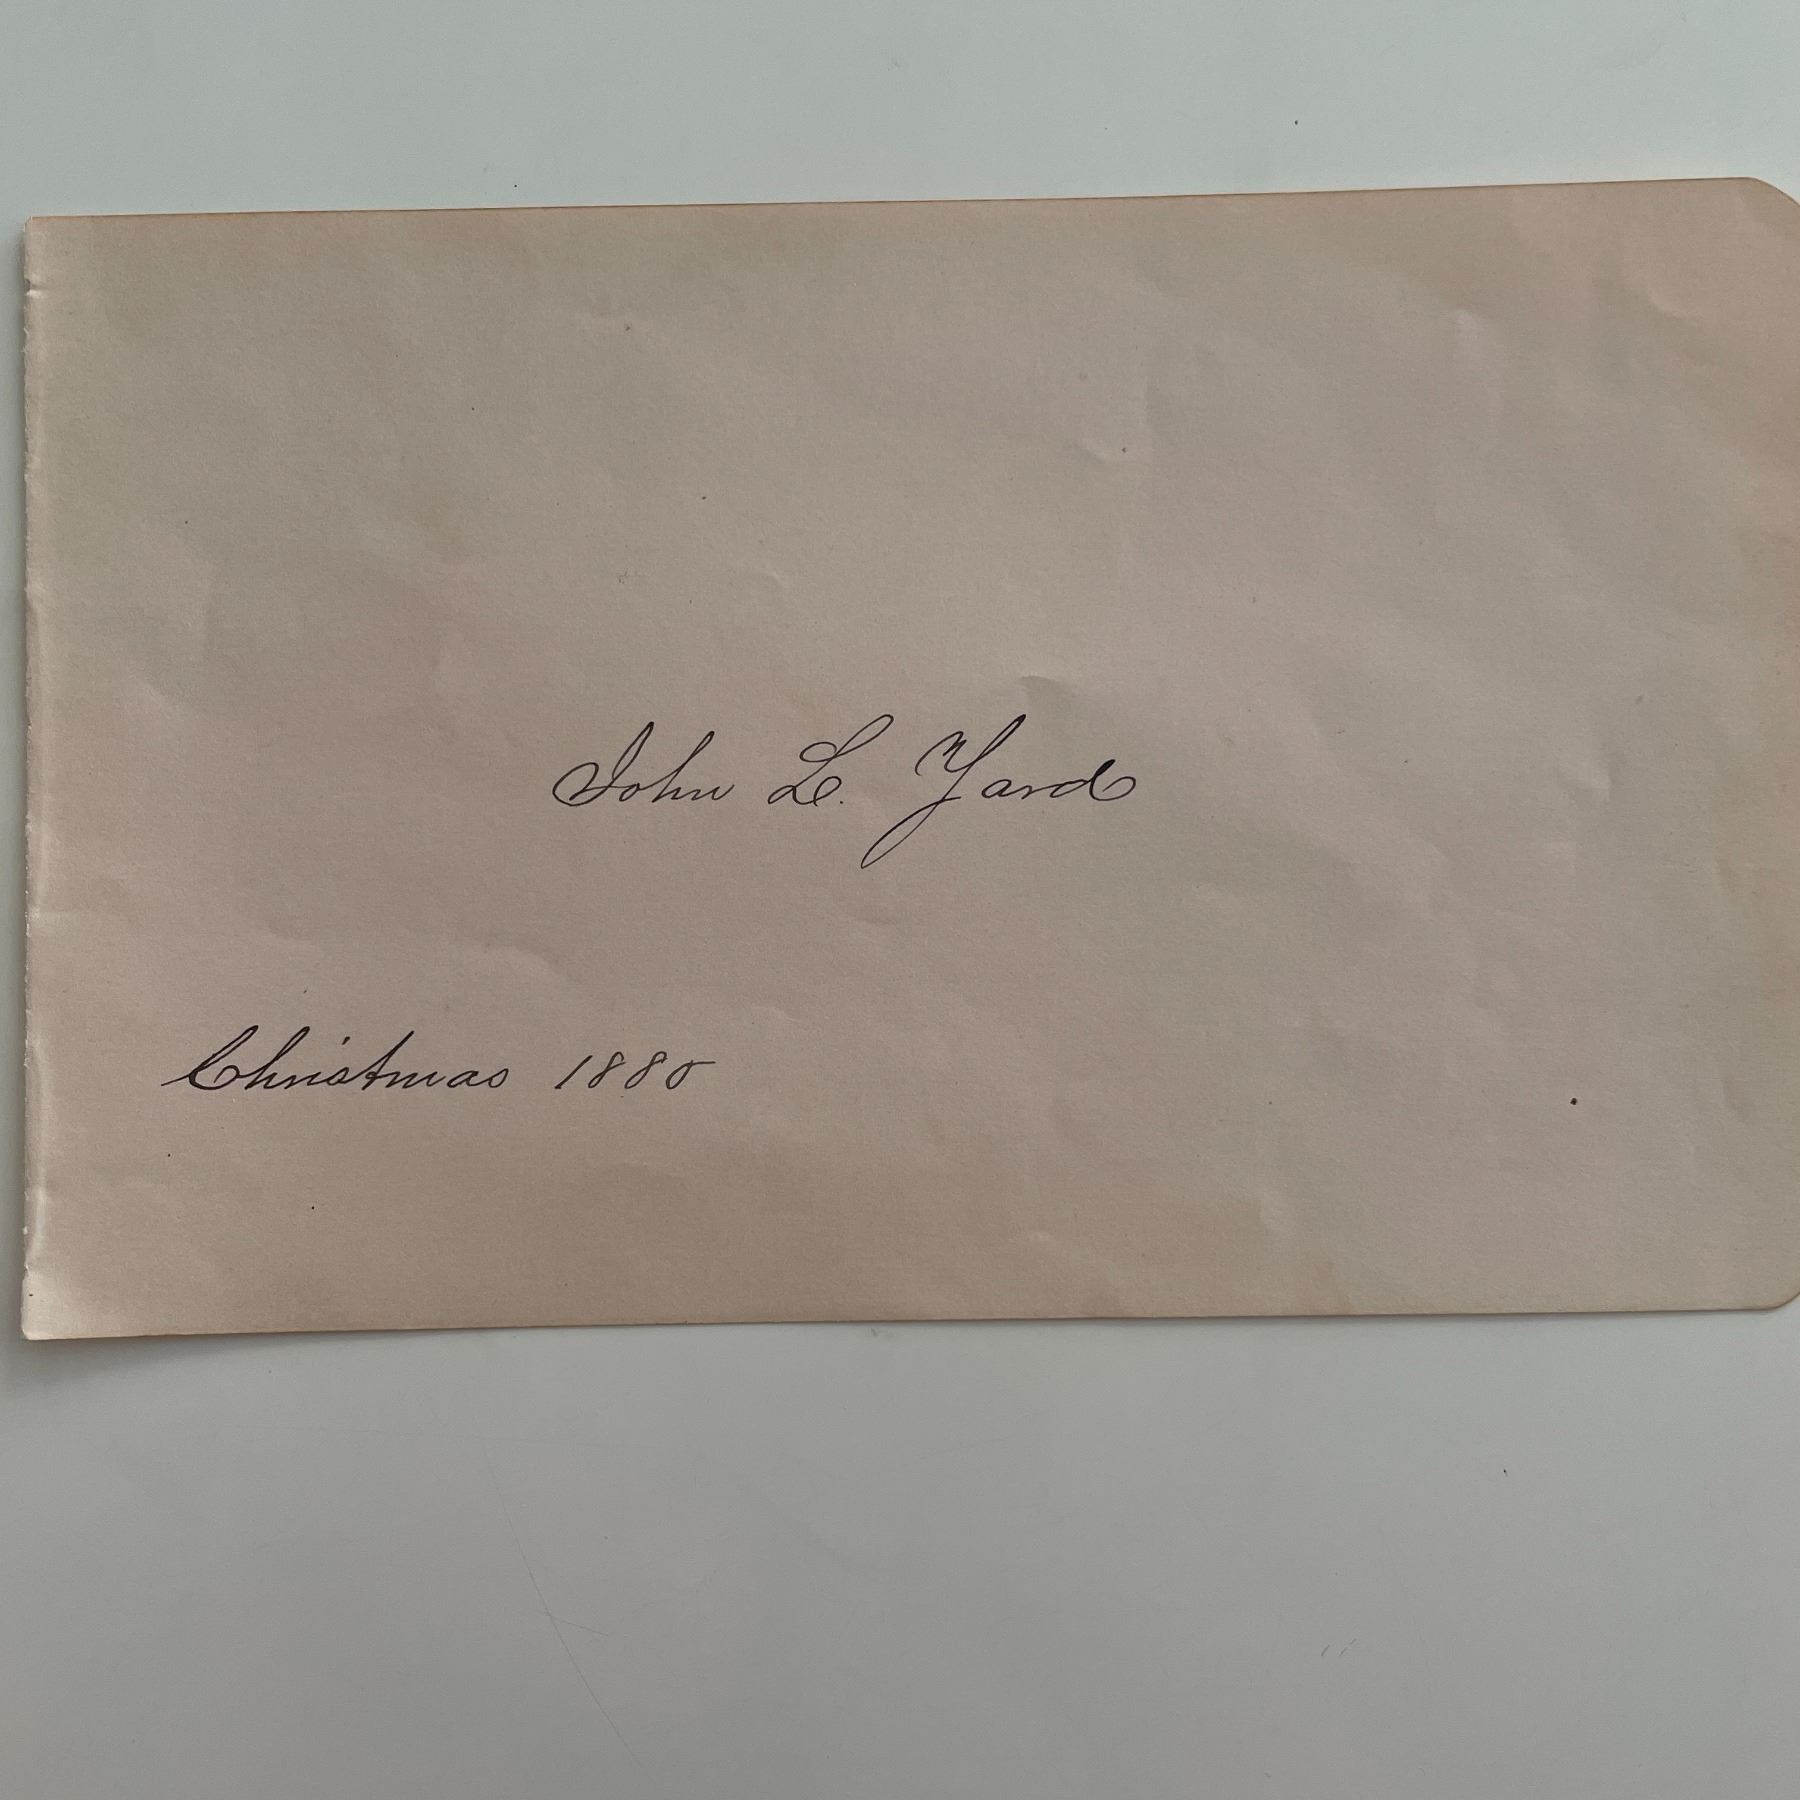 John L. Yard
Christmas 1880